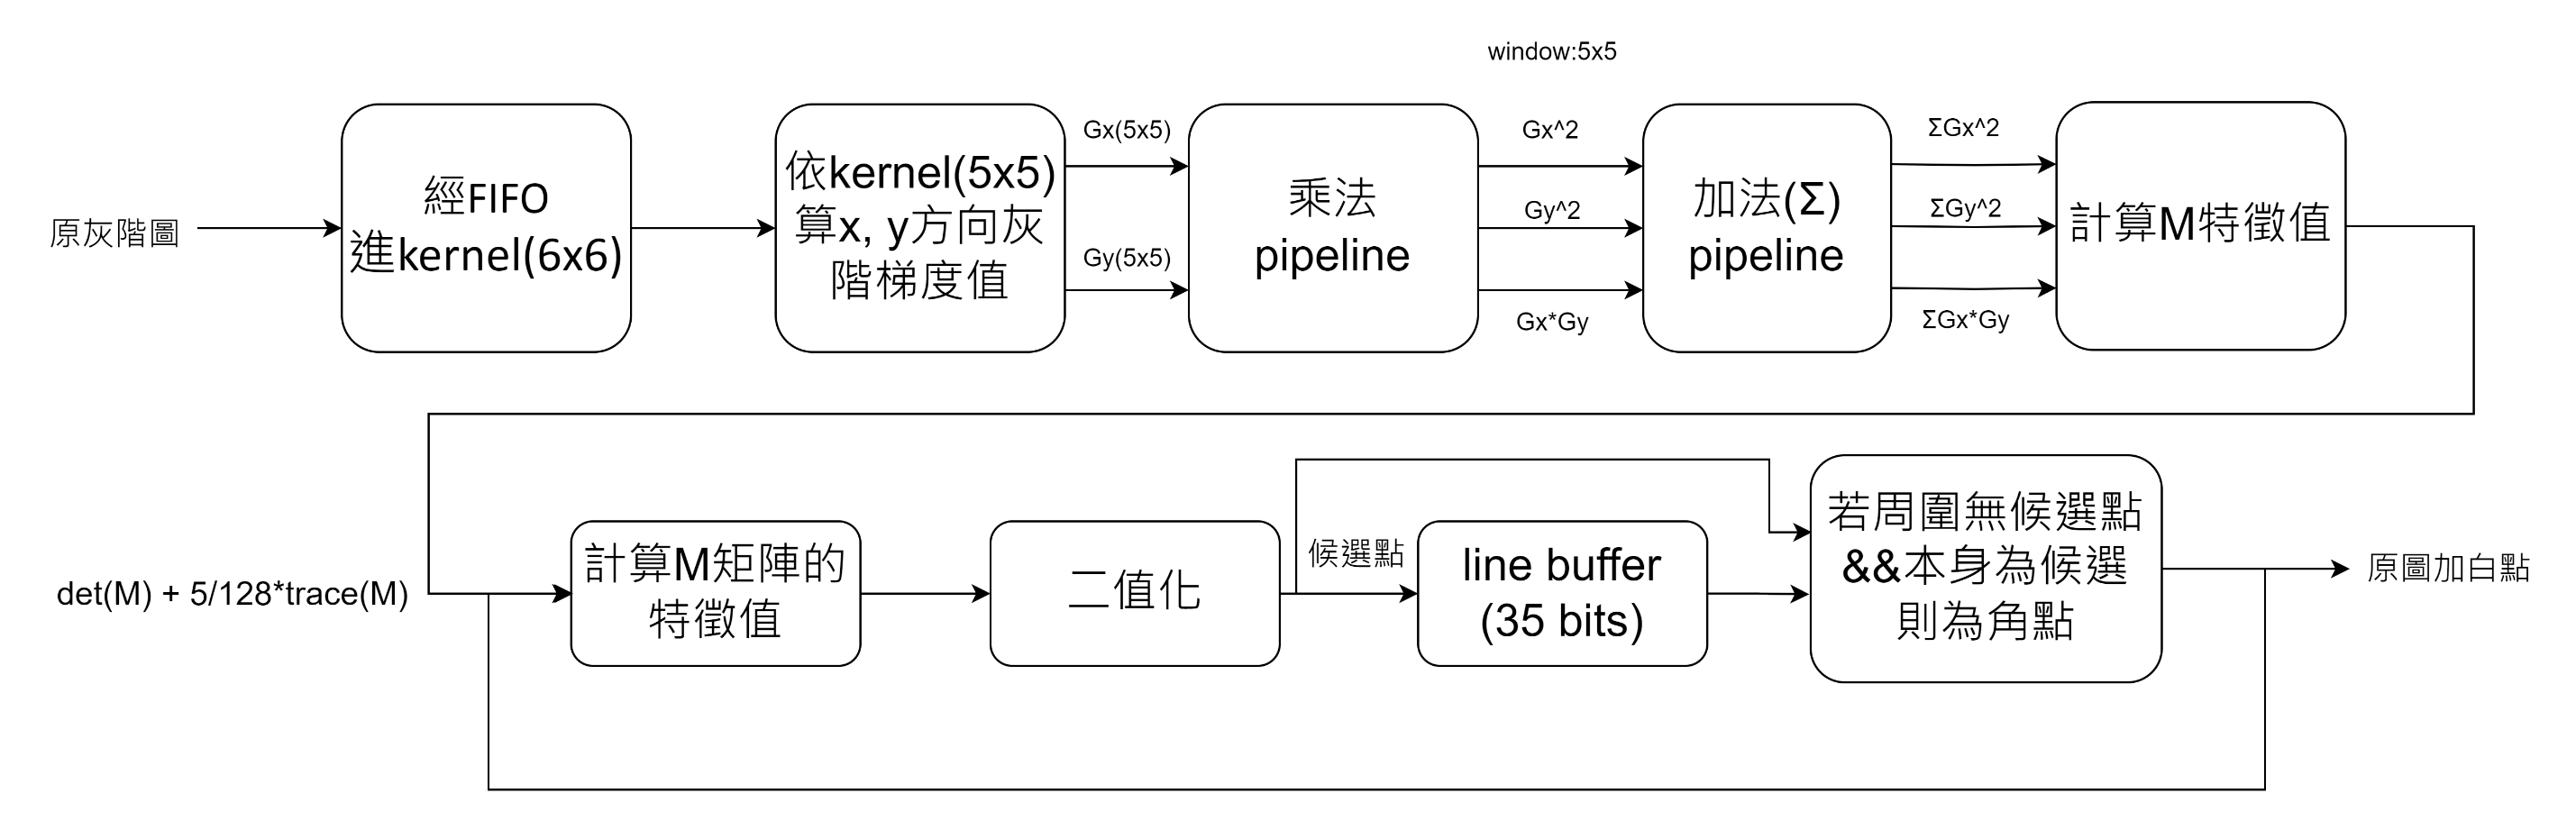 window:5x5
原灰階圖
經FIFO
進kernel(6x6)
依kernel(5x5)
算x, y方向灰
階梯度值
Gx(5x5)
Gy(5x5)
乘法
pipeline
Gx^2
Gy^2
Gx*Gy
加法(Σ)
pipeline
ΣGx^2
ΣGy^2
ΣGx*Gy
計算M特徵值
det(M) + 5/128*trace(M)
計算M矩陣的
特徵值
二值化
候選點
line buffer
(35 bits)
若周圍無候選點
&&本身為候選
則為角點
原圖加白點